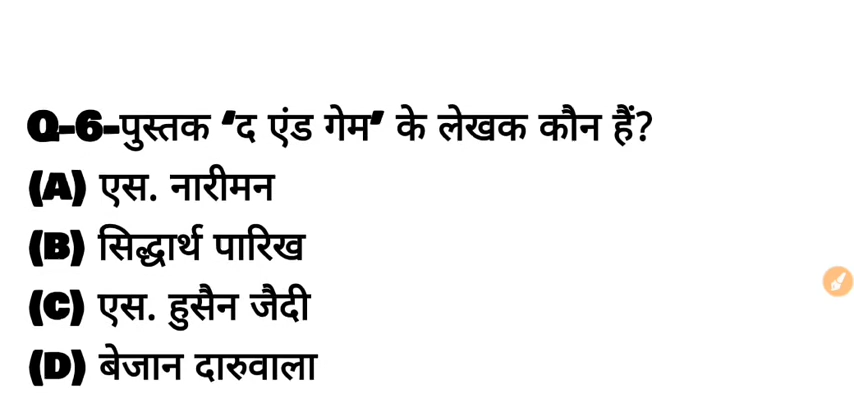 Q-6-पुस्तक ‘द एंड गेम’ के लेखक कौन हैं?
(A) एस. नारीमन
(B) सिद्धार्थ पारिख
(C) एस. हुसैन जैदी
(D) बेजान दारुवाला